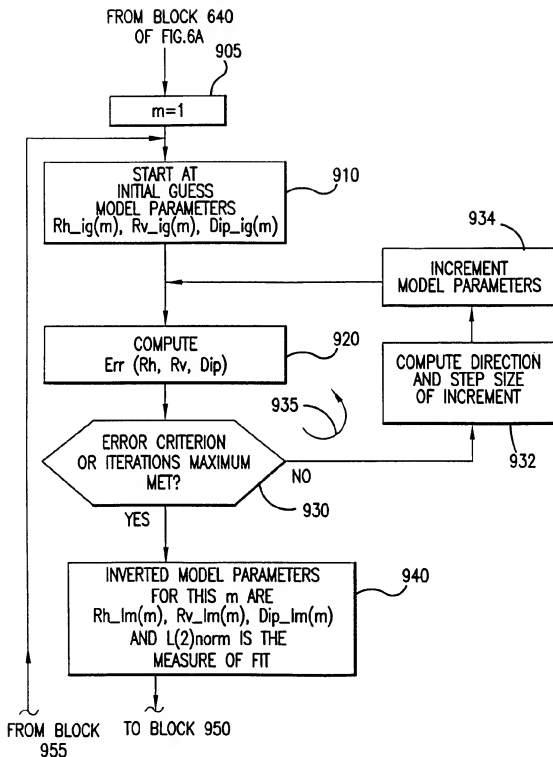 FROM BLOCK 640
OF FIG.6A
905
m=1
START AT
INITIAL GUESS
MODEL PARAMETERS
Rh_ig(m), Rv_ig(m), Dip_ig(m)
910
934
INCREMENT
MODEL PARAMETERS
COMPUTE
Err (Rh, Rv, Dip)
920
COMPUTE DIRECTION
AND STEP SIZE
OF INCREMENT
932
935
ERROR CRITERION
OR ITERATIONS MAXIMUM
MET?
NO
930
YES
INVERTED MODEL PARAMETERS
FOR THIS m ARE
Rh_lm(m), Rv_lm(m), Dip_lm(m)
AND L(2)norm IS THE
MEASURE OF FIT
940
FROM BLOCK
955
TO BLOCK 950